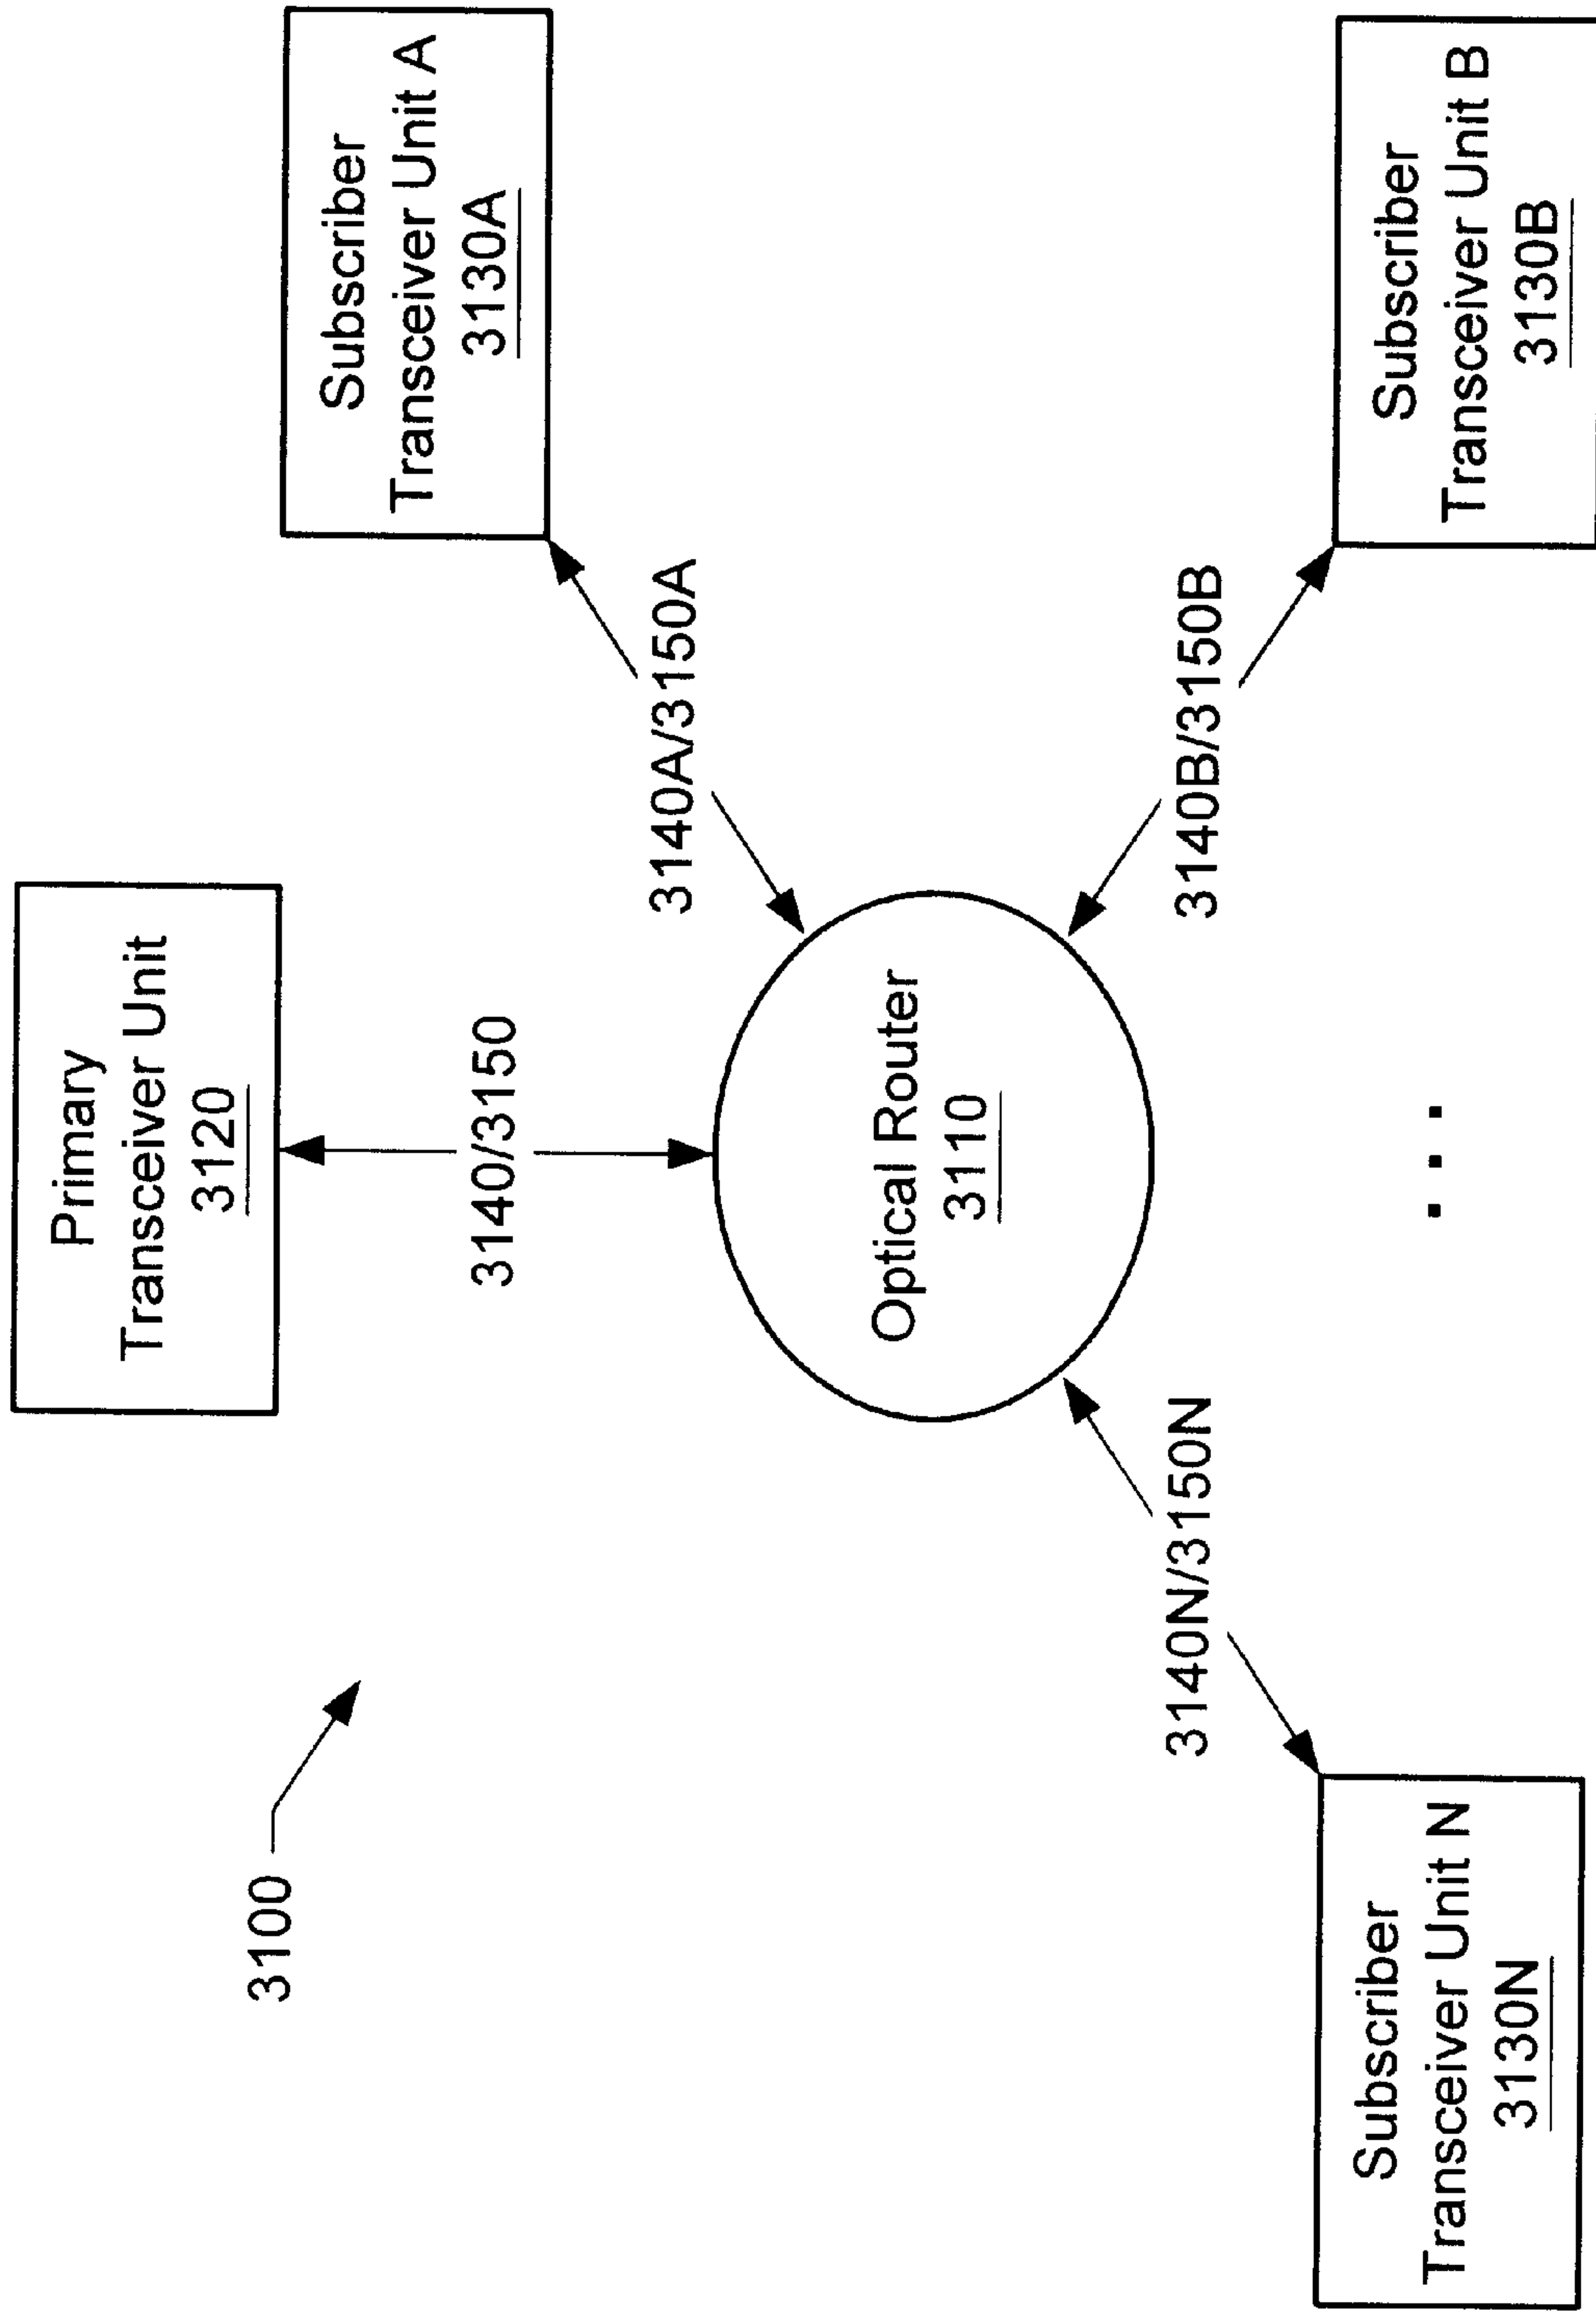 3100
Primary
Transceiver Unit
3120
Subscriber
Transceiver Unit A
3130A
3140/3150
3140A/3150A
Optical Router
3110
3140N/3150N
3140B/3150B
Subscriber
Transceiver Unit N
3130N
. . .
Subscriber
Transceiver Unit B
3130B